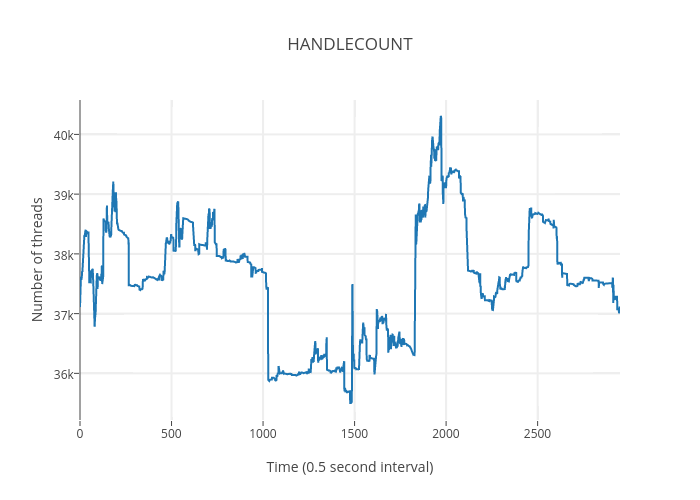 HANDLECOUNT
40k
39k
38k
37k
36k
Number of threads
0 500 1000 1500 2000 2500
Time (0.5 second interval)